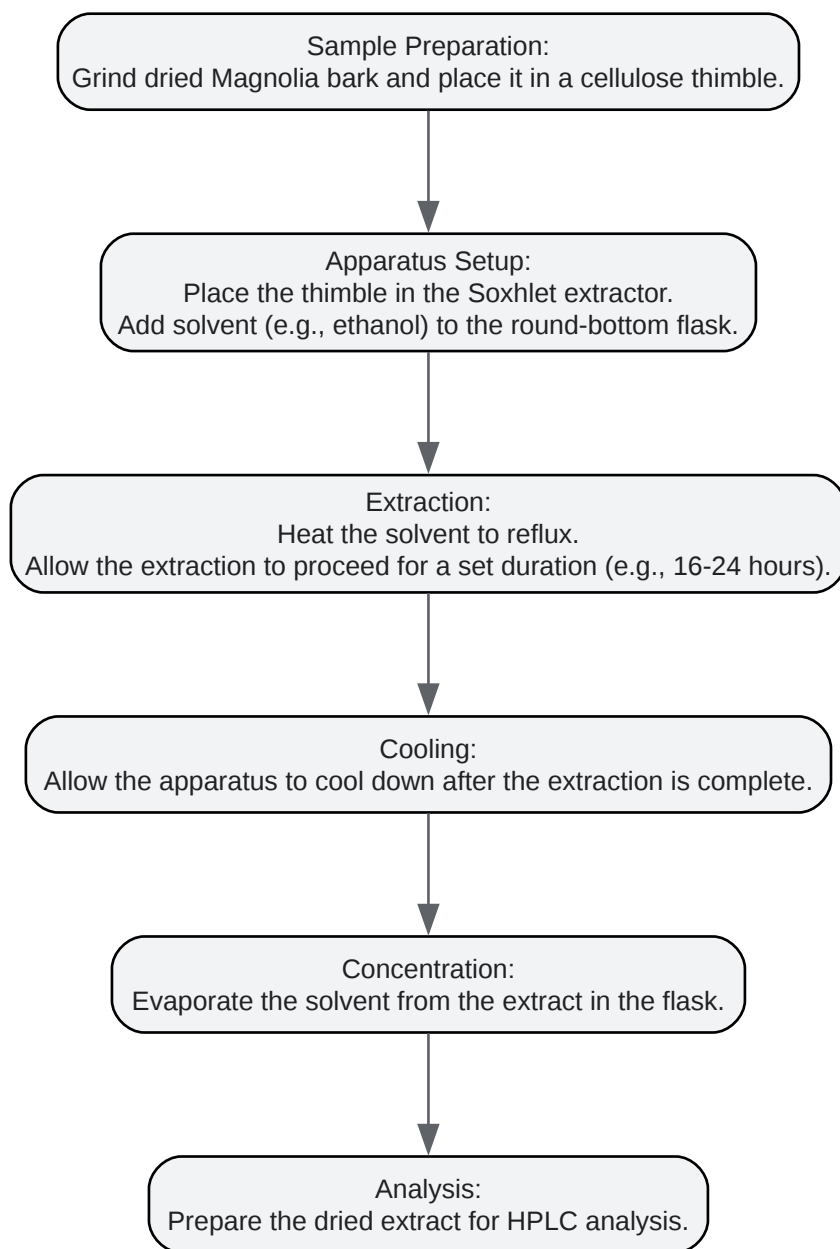 Sample Preparation:
Grind dried Magnolia bark and place it in a cellulose thimble.
Apparatus Setup:
Place the thimble in the Soxhlet extractor.
Add solvent (e.g., ethanol) to the round-bottom flask.
Extraction:
Heat the solvent to reflux.
Allow the extraction to proceed for a set duration (e.g., 16-24 hours).
Cooling:
Allow the apparatus to cool down after the extraction is complete.
Concentration:
Evaporate the solvent from the extract in the flask.
Analysis:
Prepare the dried extract for HPLC analysis.